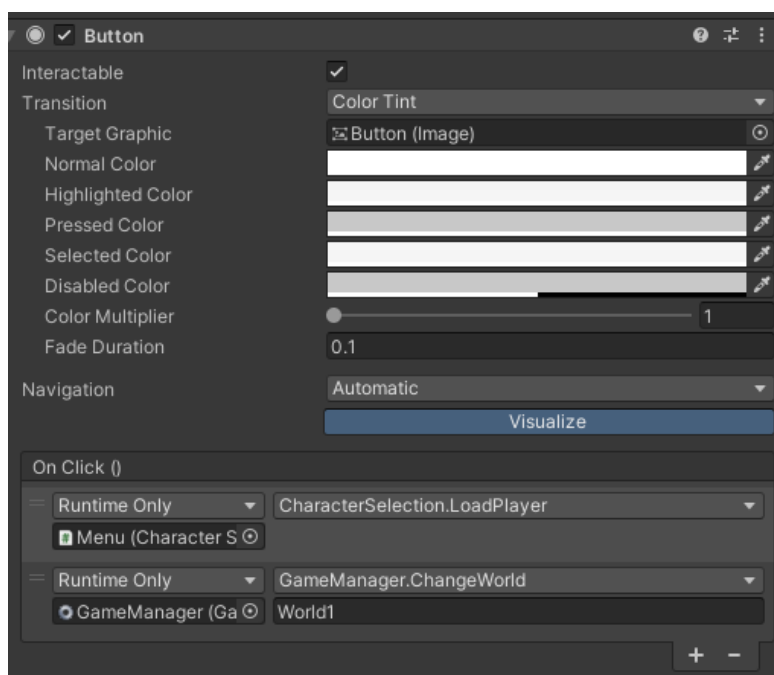 Button
Interactable
Transition Color Tint
Target Graphic Button (Image)
Normal Color
Highlighted Color
Pressed Color
Selected Color
Disabled Color
Color Multiplier 1
Fade Duration 0.1
Navigation Automatic
Visualize
On Click ()
Runtime Only CharacterSelection.LoadPlayer
Menu (Character S
Runtime Only GameManager.ChangeWorld
GameManager (Ga World1